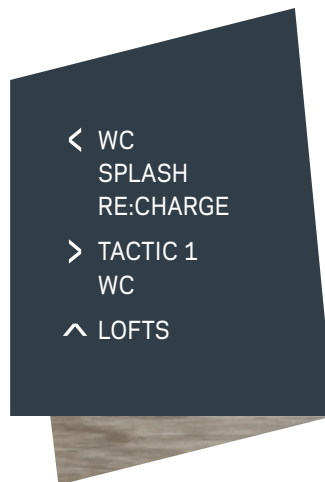 < WC
SPLASH
RE:CHARGE
> TACTIC 1
WC
^ LOFTS